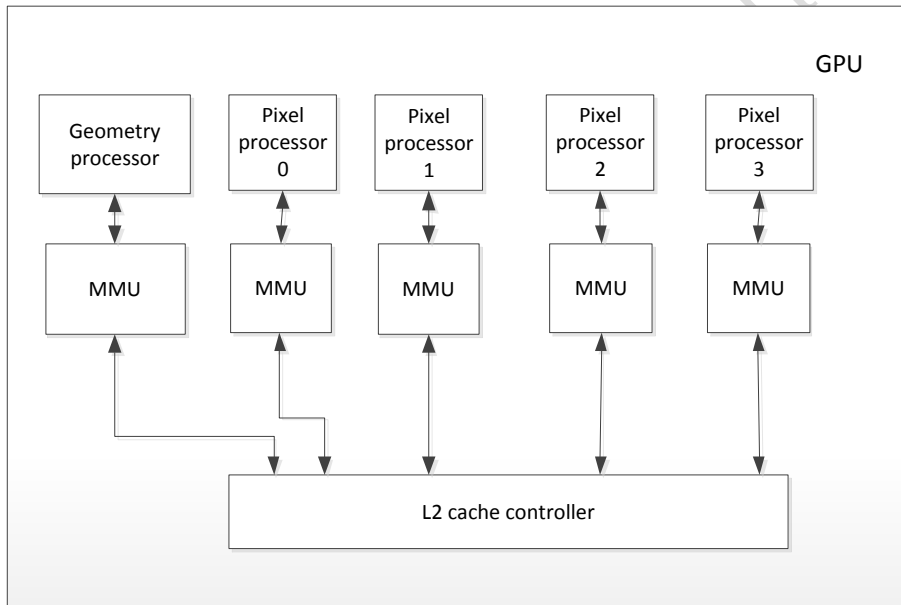 GPU
Geometry
processor
Pixel
processor
0
Pixel
processor
1
Pixel
processor
2
Pixel
processor
3
MMU
MMU
MMU
MMU
MMU
L2 cache controller